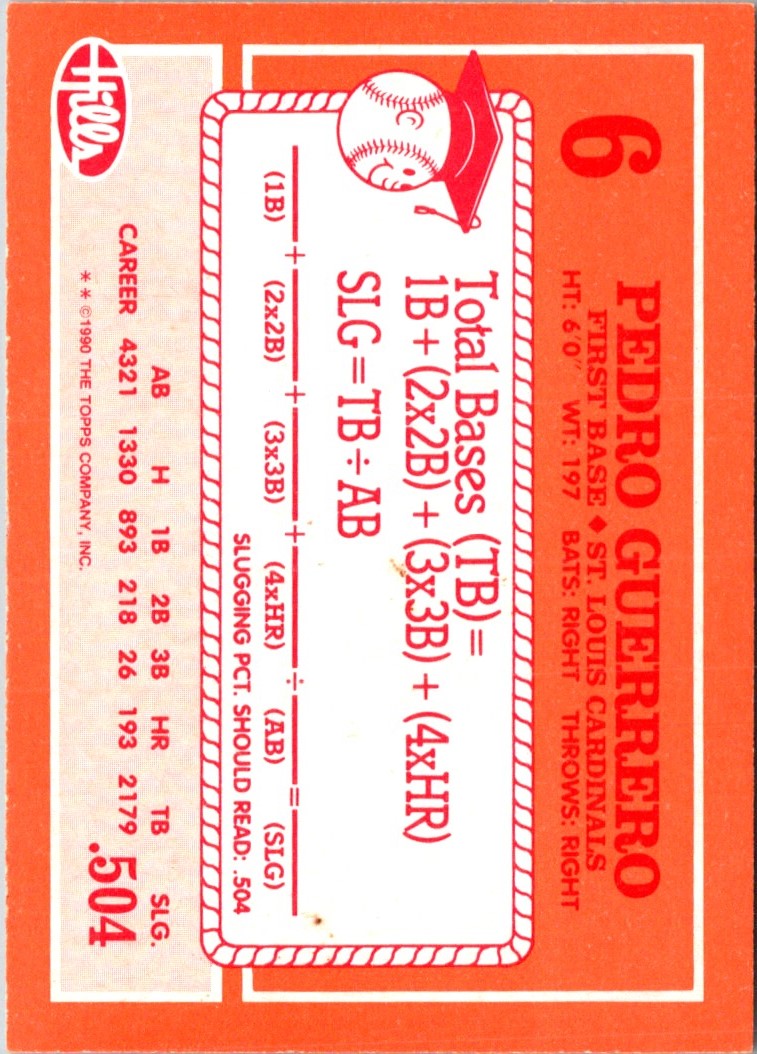 6
PEDRO GUERRERO
FIRST BASE ♦ ST. LOUIS CARDINALS
HT: 6'0" WT: 197 BATS: RIGHT THROWS: RIGHT
Total Bases (TB) =
1B + (2x2B) + (3x3B) + (4xHR)
SLG = TB ÷ AB
+ + + ÷ =
(1B) (2x2B) (3x3B) (4xHR) (AB) (SLG)
SLUGGING PCT. SHOULD READ: .504
Hills
AB H 1B 2B 3B HR TB SLG.
CAREER 4321 1330 893 218 26 193 2179 .504
* * ©1990 THE TOPPS COMPANY, INC.